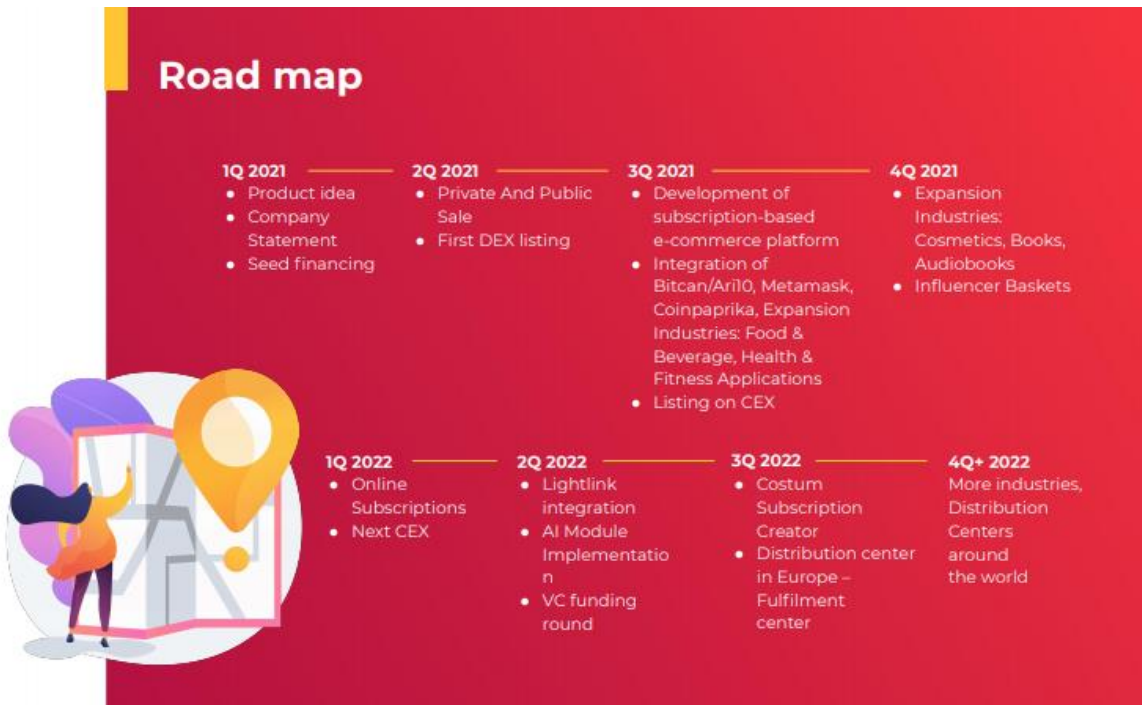 Road map
1Q 2021
● Product idea
● Company
Statement
● Seed financing
2Q 2021
● Private And Public
Sale
● First DEX listing
3Q 2021
● Development of
subscription-based
e-commerce platform
● Integration of
Bitcan/Ari10, Metamask,
Coinpaprika, Expansion
Industries: Food &
Beverage, Health &
Fitness Applications
● Listing on CEX
4Q 2021
● Expansion
Industries:
Cosmetics, Books,
Audiobooks
● Influencer Baskets
1Q 2022
● Online
Subscriptions
● Next CEX
2Q 2022
● Lightlink
integration
● AI Module
Implementatio
n
● VC funding
round
3Q 2022
● Costum
Subscription
Creator
● Distribution center
in Europe –
Fulfilment
center
4Q+ 2022
More industries,
Distribution
Centers
around
the world